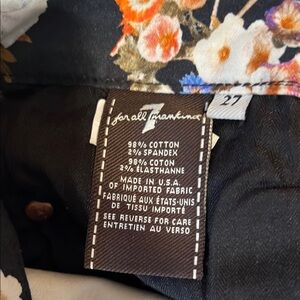 27
7
for all mankind
98% COTTON
2% SPANDEX
98% COTON
2% ÉLASTHANNE
MADE IN U.S.A.
OF IMPORTED FABRIC
FABRIQUÉ AUX ÉTATS-UNIS
DE TISSU IMPORTÉ
SEE REVERSE FOR CARE
ENTRETIEN AU VERSO